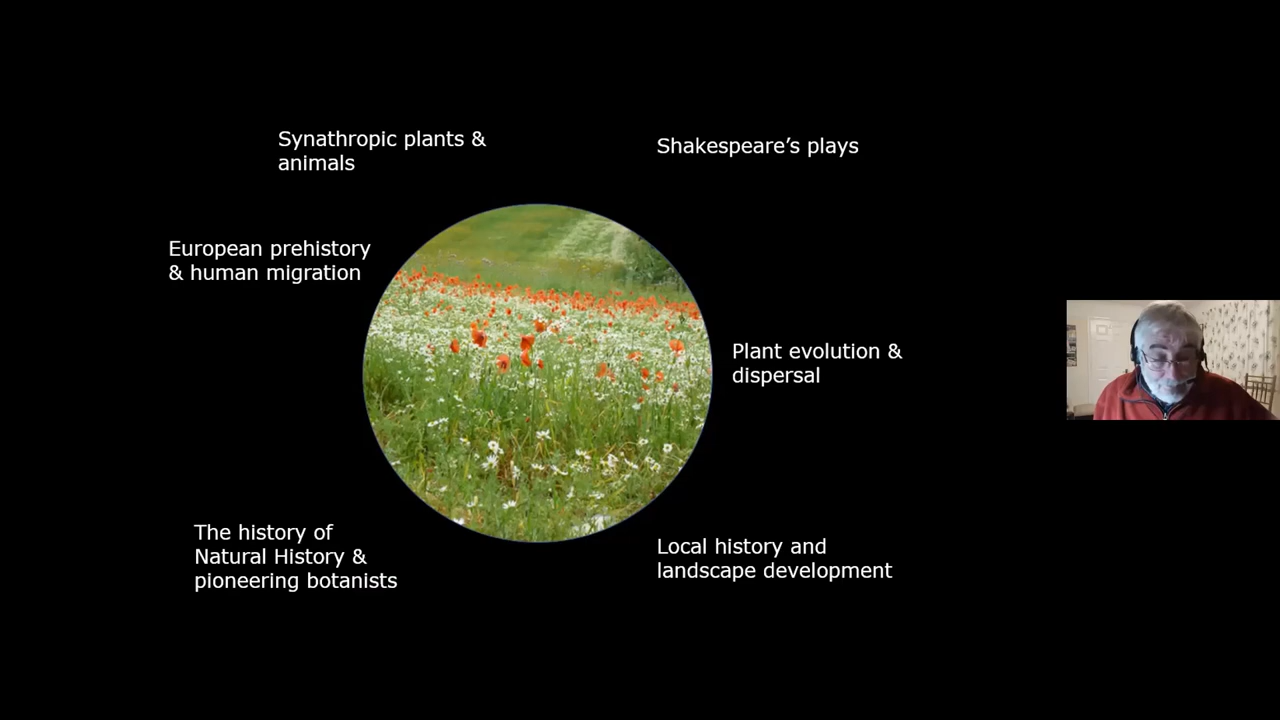 Synathropic plants &
animals
Shakespeare’s plays
European prehistory
& human migration
Plant evolution &
dispersal
The history of
Natural History &
pioneering botanists
Local history and
landscape development